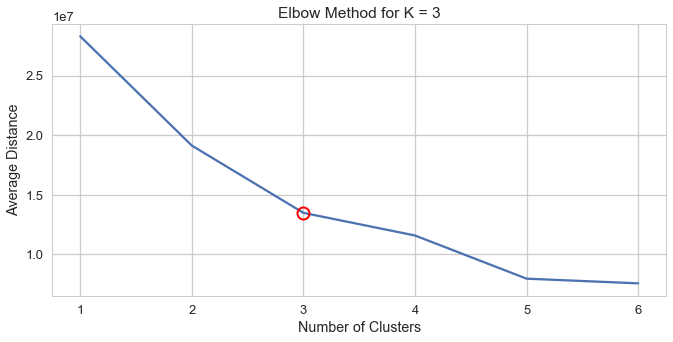 Elbow Method for K = 3
1e7
2.5
2.0
1.5
1.0
Average Distance
1 2 3 4 5 6
Number of Clusters